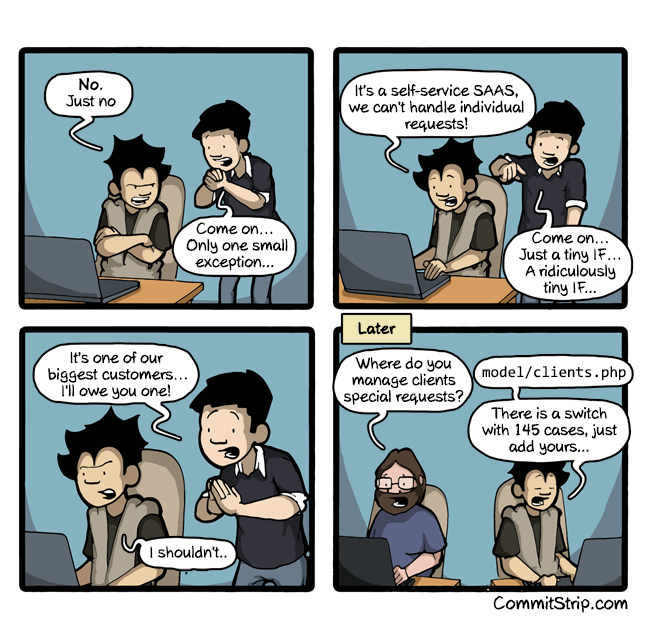 No.
Just no
Come on...
Only one small
exception...
It's a self-service SAAS,
we can't handle individual
requests!
Come on...
Just a tiny IF...
A ridiculously
tiny IF...
It's one of our
biggest customers...
I'll owe you one!
I shouldn't..
Later
Where do you
manage clients
special requests?
model/clients.php
There is a switch
with 145 cases, just
add yours...
CommitStrip.com